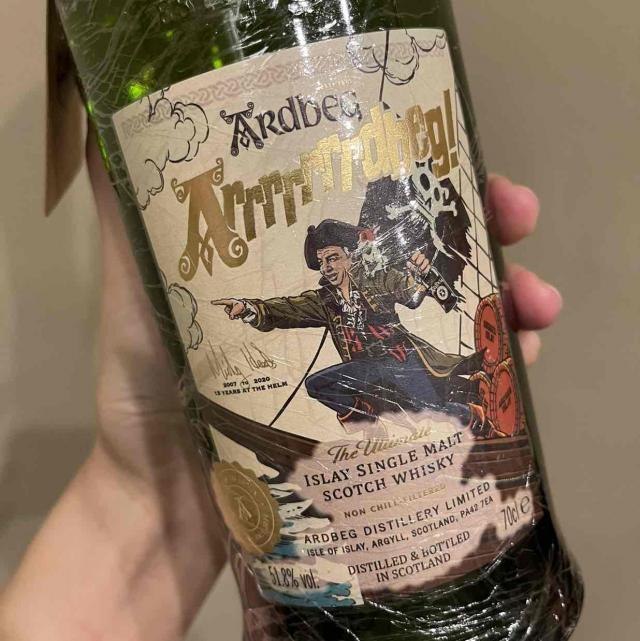 Ardbeg
Arrrrrrrdbeg!
2007 to 2020
13 YEARS AT THE HELM
The Ultimate
ISLAY SINGLE MALT
SCOTCH WHISKY
NON CHILL-FILTERED
ARDBEG DISTILLERY LIMITED
ISLE OF ISLAY, ARGYLL, SCOTLAND, PA42 7EA
DISTILLED & BOTTLED
IN SCOTLAND
70cl e
51.8% vol